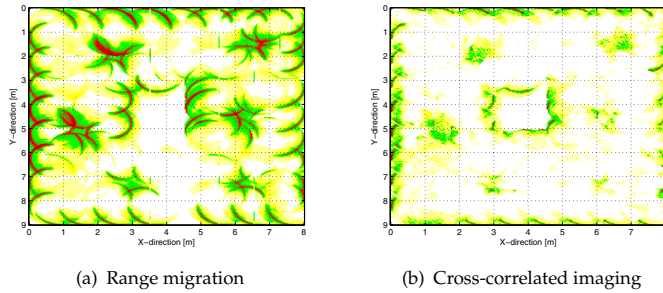 0
1
2
3
4
5
6
7
8
9
Y-direction [m]
0 1 2 3 4 5 6 7 8
X-direction [m]
(a) Range migration
0
1
2
3
4
5
6
7
8
9
Y-direction [m]
0 1 2 3 4 5 6 7
X-direction [m]
(b) Cross-correlated imaging